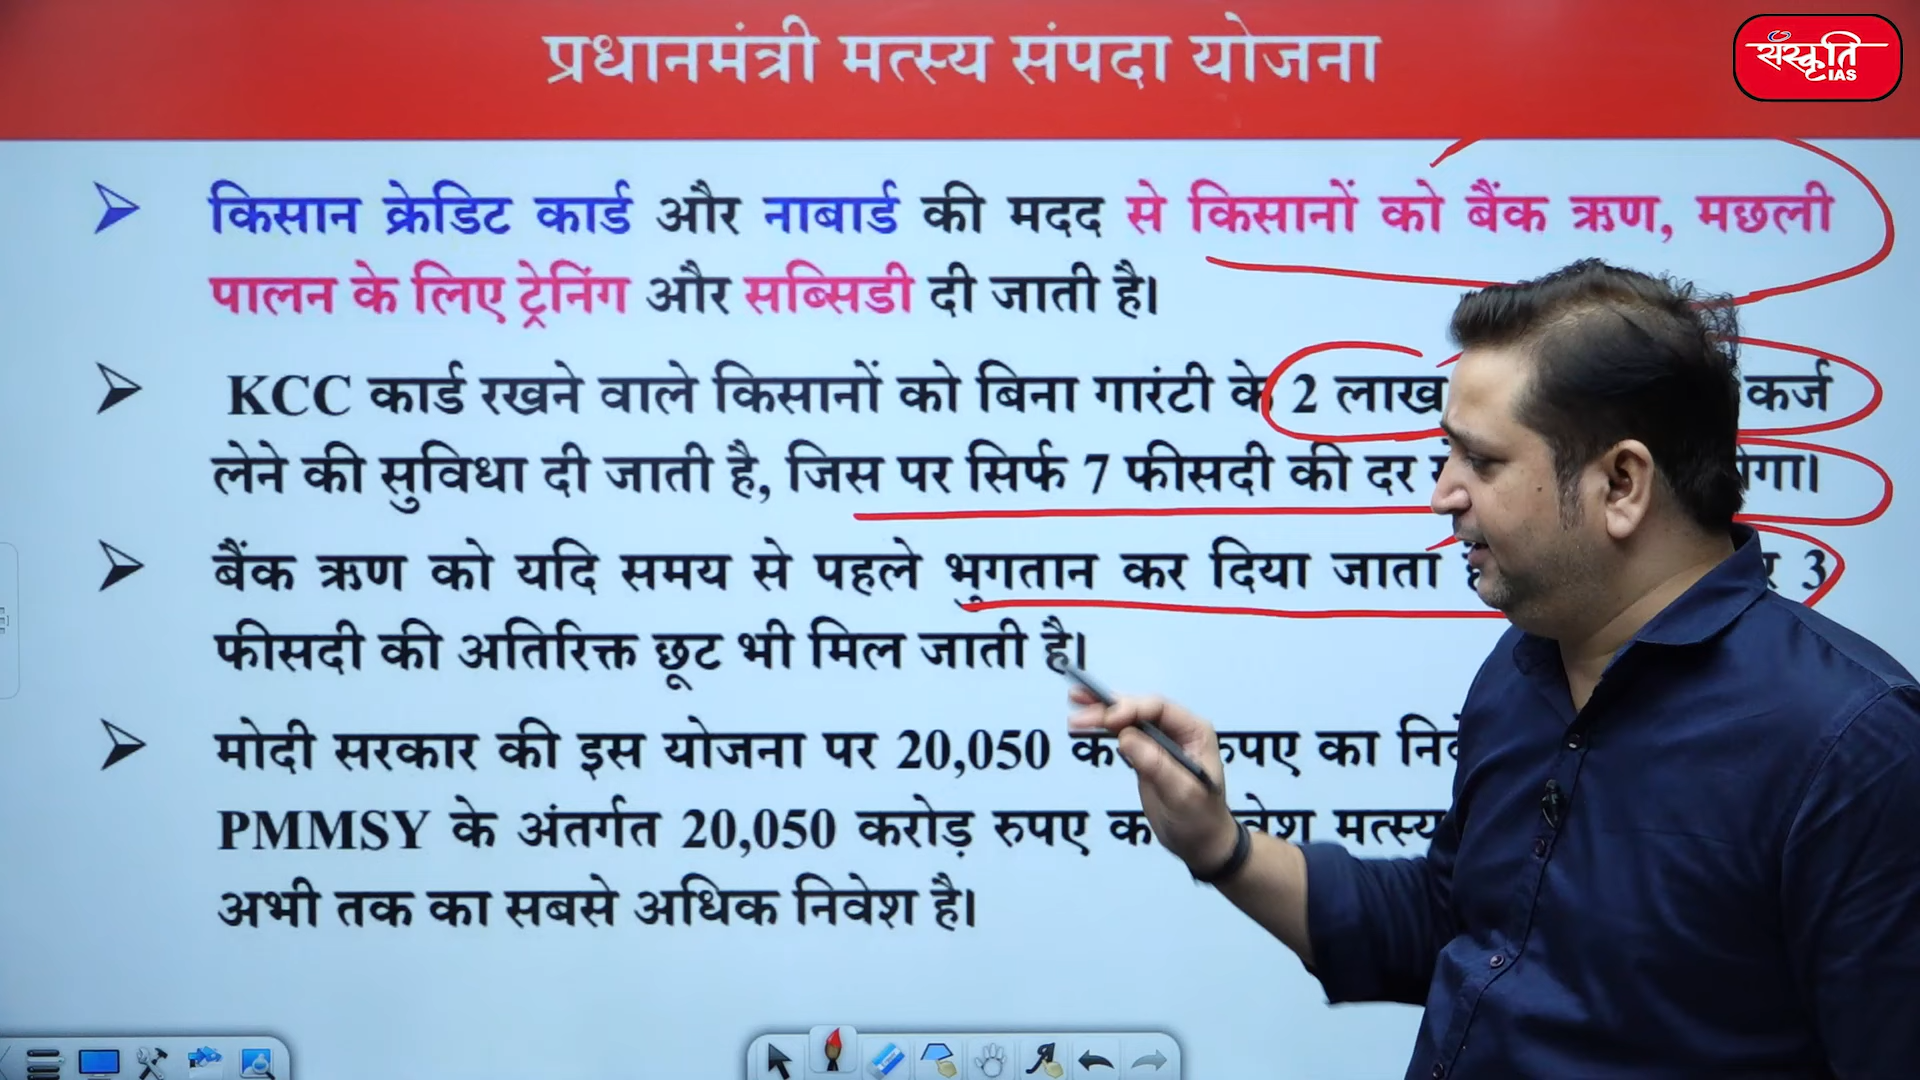 प्रधानमंत्री मत्स्य संपदा योजना
संस्कृति
IAS
किसान क्रेडिट कार्ड और नाबार्ड की मदद से किसानों को बैंक ऋण, मछली
पालन के लिए ट्रेनिंग और सब्सिडी दी जाती है।
KCC कार्ड रखने वाले किसानों को बिना गारंटी के 2 लाख कर्ज
लेने की सुविधा दी जाती है, जिस पर सिर्फ 7 फीसदी की दर
बैंक ऋण को यदि समय से पहले भुगतान कर दिया जाता 3
फीसदी की अतिरिक्त छूट भी मिल जाती है।
मोदी सरकार की इस योजना पर 20,050 का
PMMSY के अंतर्गत 20,050 करोड़ रुपए मत्स्य
अभी तक का सबसे अधिक निवेश है।